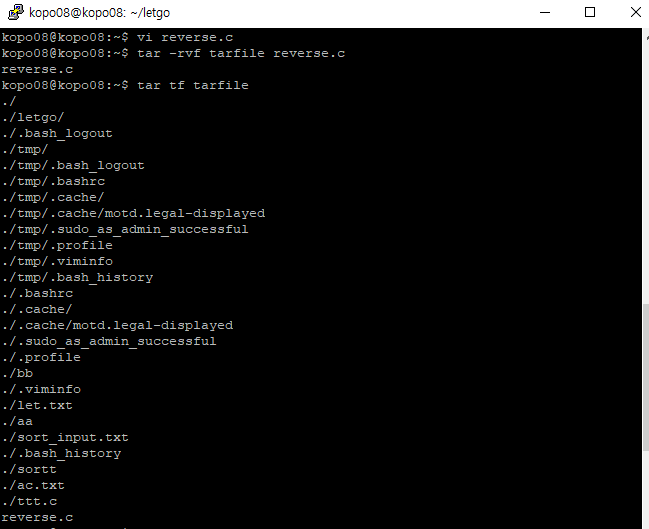 kopo08@kopo08: ~/letgo
kopo08@kopo08:~$ vi reverse.c
kopo08@kopo08:~$ tar -rvf tarfile reverse.c
reverse.c
kopo08@kopo08:~$ tar tf tarfile
./
./letgo/
./.bash_logout
./tmp/
./tmp/.bash_logout
./tmp/.bashrc
./tmp/.cache/
./tmp/.cache/motd.legal-displayed
./tmp/.sudo_as_admin_successful
./tmp/.profile
./tmp/.viminfo
./tmp/.bash_history
./.bashrc
./.cache/
./.cache/motd.legal-displayed
./.sudo_as_admin_successful
./.profile
./bb
./.viminfo
./let.txt
./aa
./sort_input.txt
./.bash_history
./sortt
./ac.txt
./ttt.c
reverse.c